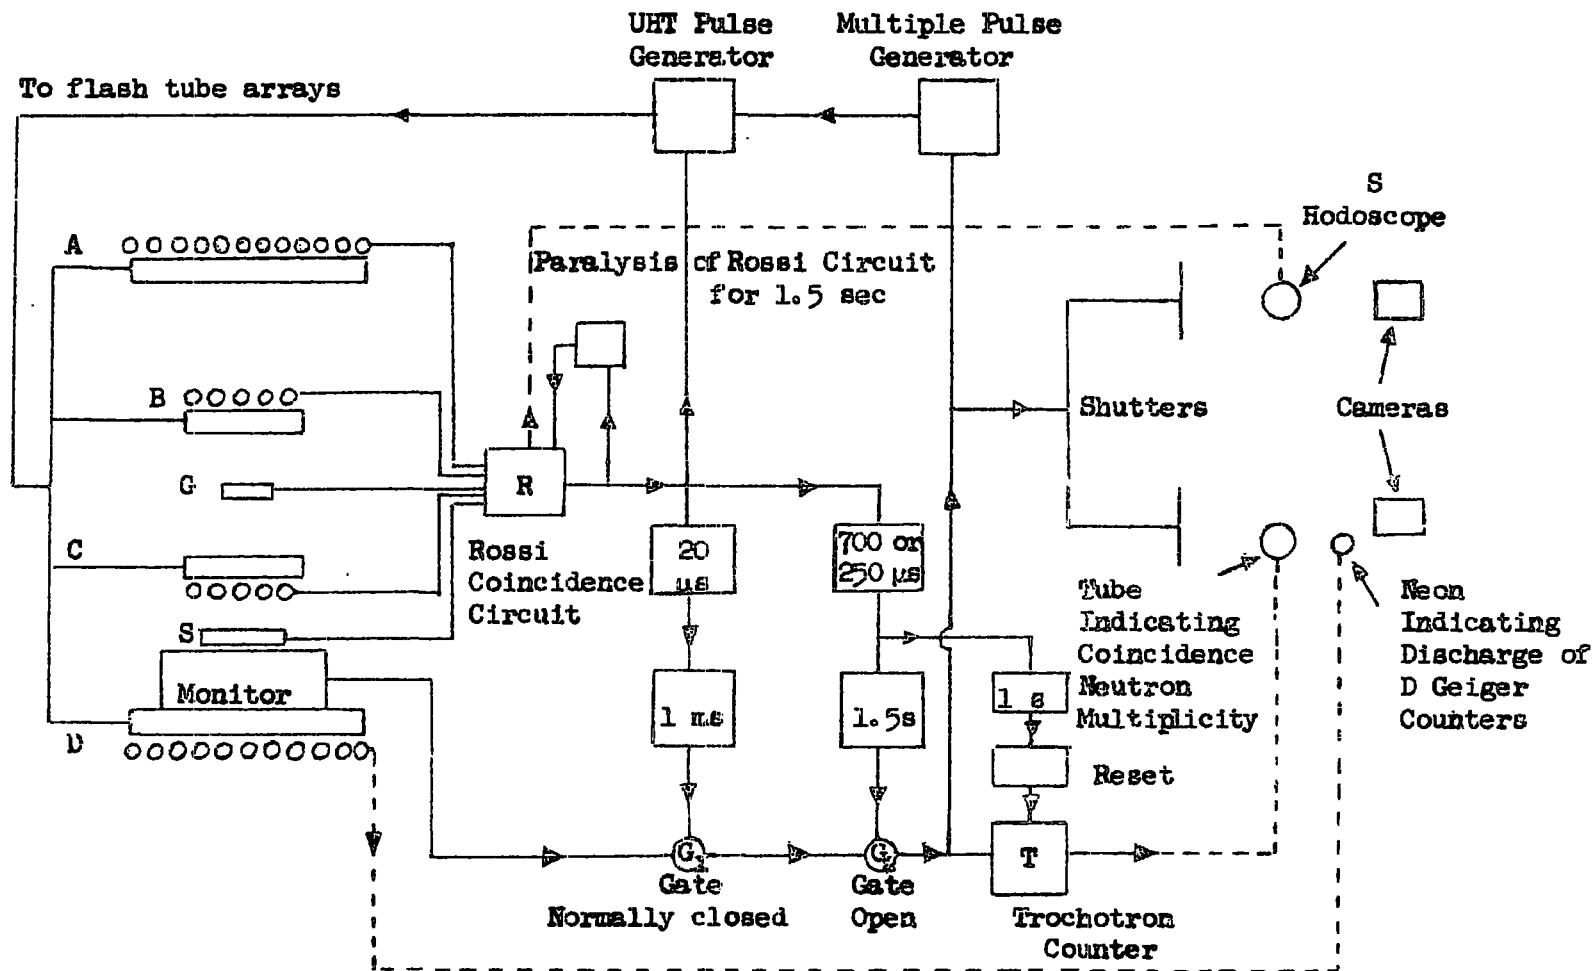 UHT Pulse
Generator
Multiple Pulse
Generator
To flash tube arrays
S
Hodoscope
A
Paralysis of Rossi Circuit
for 1.5 sec
B
Shutters
Cameras
G
R
C
Rossi
Coincidence
Circuit
20
μs
700 or
250 μs
S
Tube
Indicating
Coincidence
Neutron
Multiplicity
Neon
Indicating
Discharge of
D Geiger
Counters
Monitor
1 ms
1.5s
1 s
D
Reset
G1
G2
T
Gate
Normally closed
Gate
Open
Trochotron
Counter